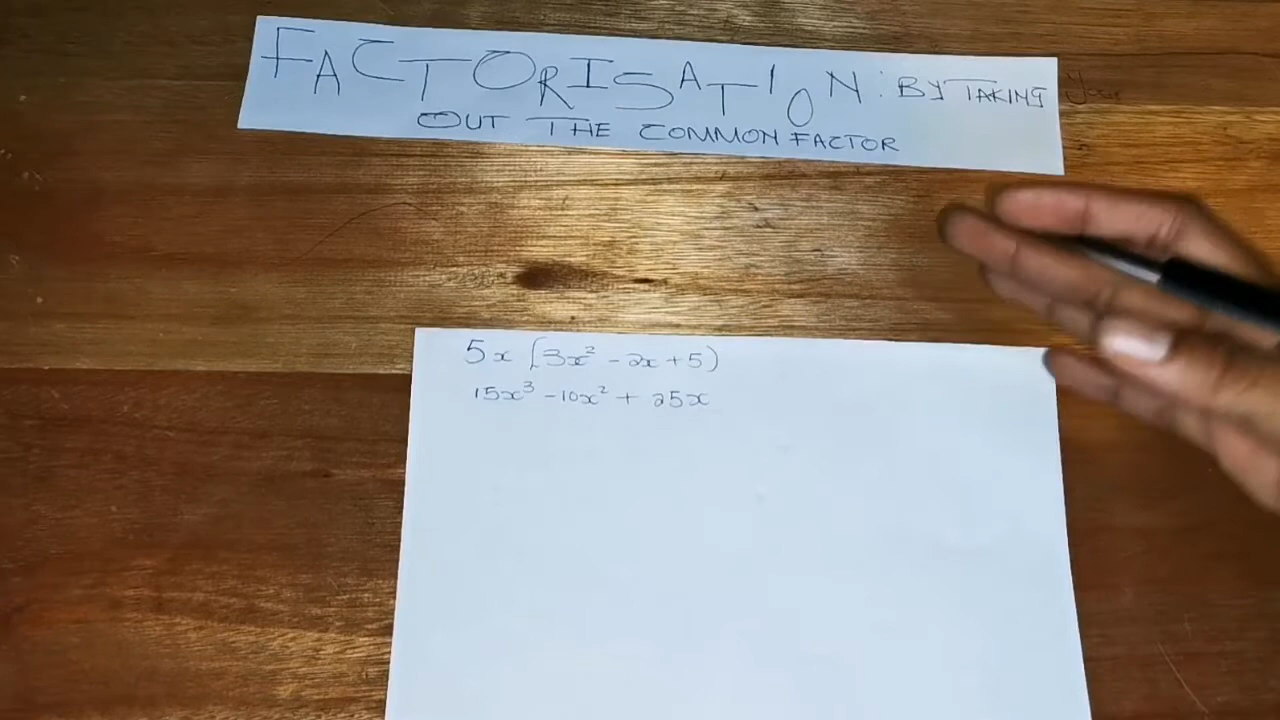 FACTORISATION: BY TAKING
OUT THE COMMON FACTOR
5x (3x² - 2x + 5)
15x³ - 10x² + 25x